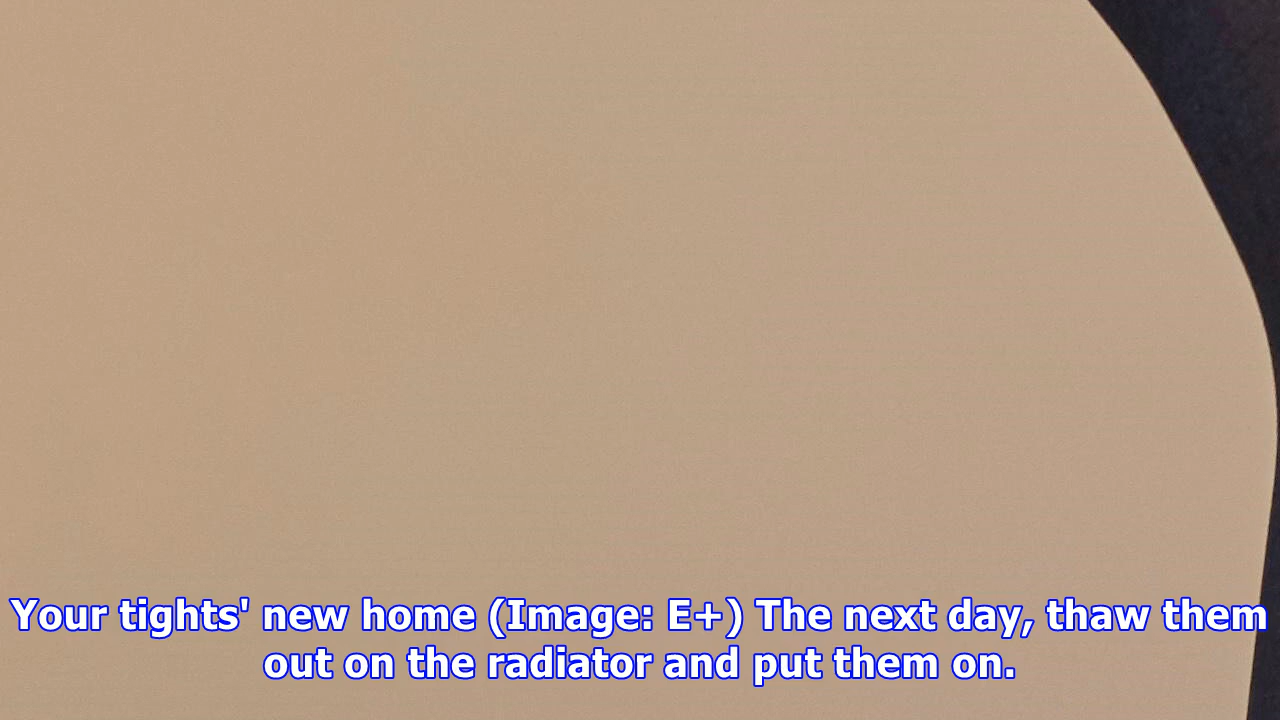 Your tights' new home (Image: E+) The next day, thaw them
out on the radiator and put them on.